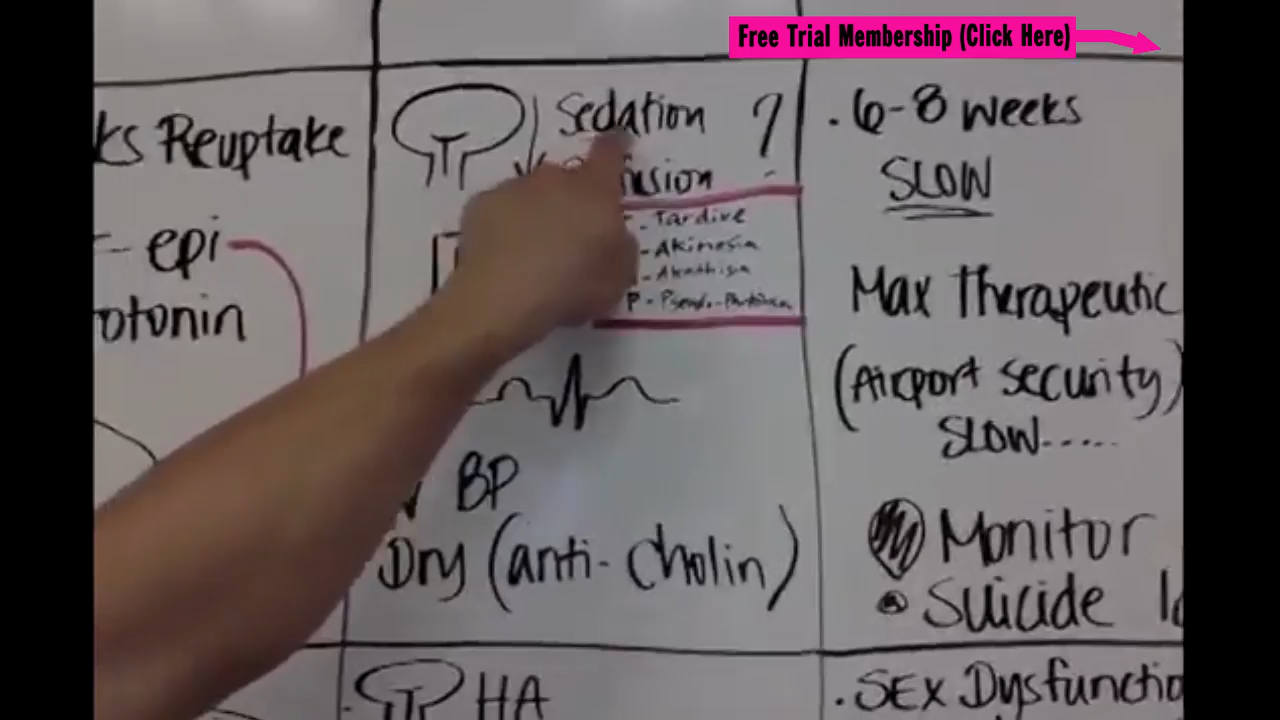 Free Trial Membership (Click Here)
ks Reuptake
epi
otonin
Sedation ?
usion
- Tardive
- Akinesia
- Akathisia
P - Pseudo-Parkinson
BP
Dry (anti-cholin)
HA
. 6-8 weeks
SLOW
Max Therapeutic
(Airport security)
SLOW.....
Monitor
Suicide
. SEX Dysfunctio